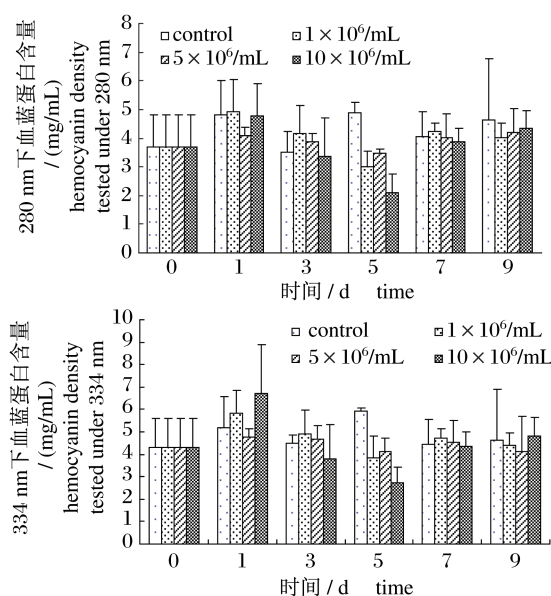 280 nm下血蓝蛋白含量
/ (mg/mL)
hemocyanin density
tested under 280 nm
8
7
6
5
4
3
2
1
0
control
1×10⁶/mL
5×10⁶/mL
10×10⁶/mL
0 1 3 5 7 9
时间 / d time
334 nm下血蓝蛋白含量
/ (mg/mL)
hemocyanin density
tested under 334 nm
10
9
8
7
6
5
4
3
2
1
0
control
1×10⁶/mL
5×10⁶/mL
10×10⁶/mL
0 1 3 5 7 9
时间 / d time